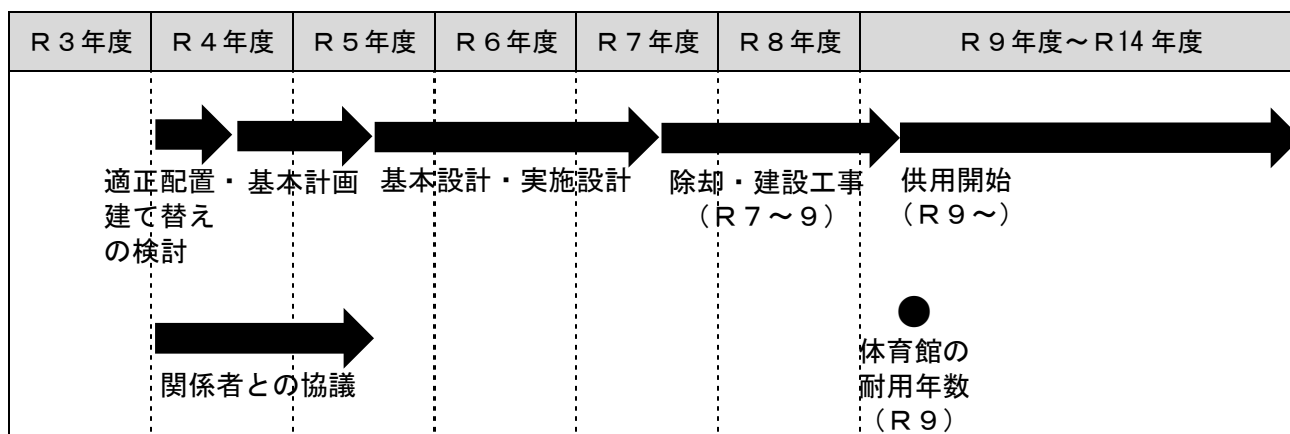 Ｒ３年度 Ｒ４年度 Ｒ５年度 Ｒ６年度 Ｒ７年度 Ｒ８年度 Ｒ９年度～Ｒ14年度
適正配置・
建て替え
の検討
基本計画
基本設計・実施設計
除却・建設工事
（Ｒ７～９）
供用開始
（Ｒ９～）
関係者との協議
体育館の
耐用年数
（Ｒ９）